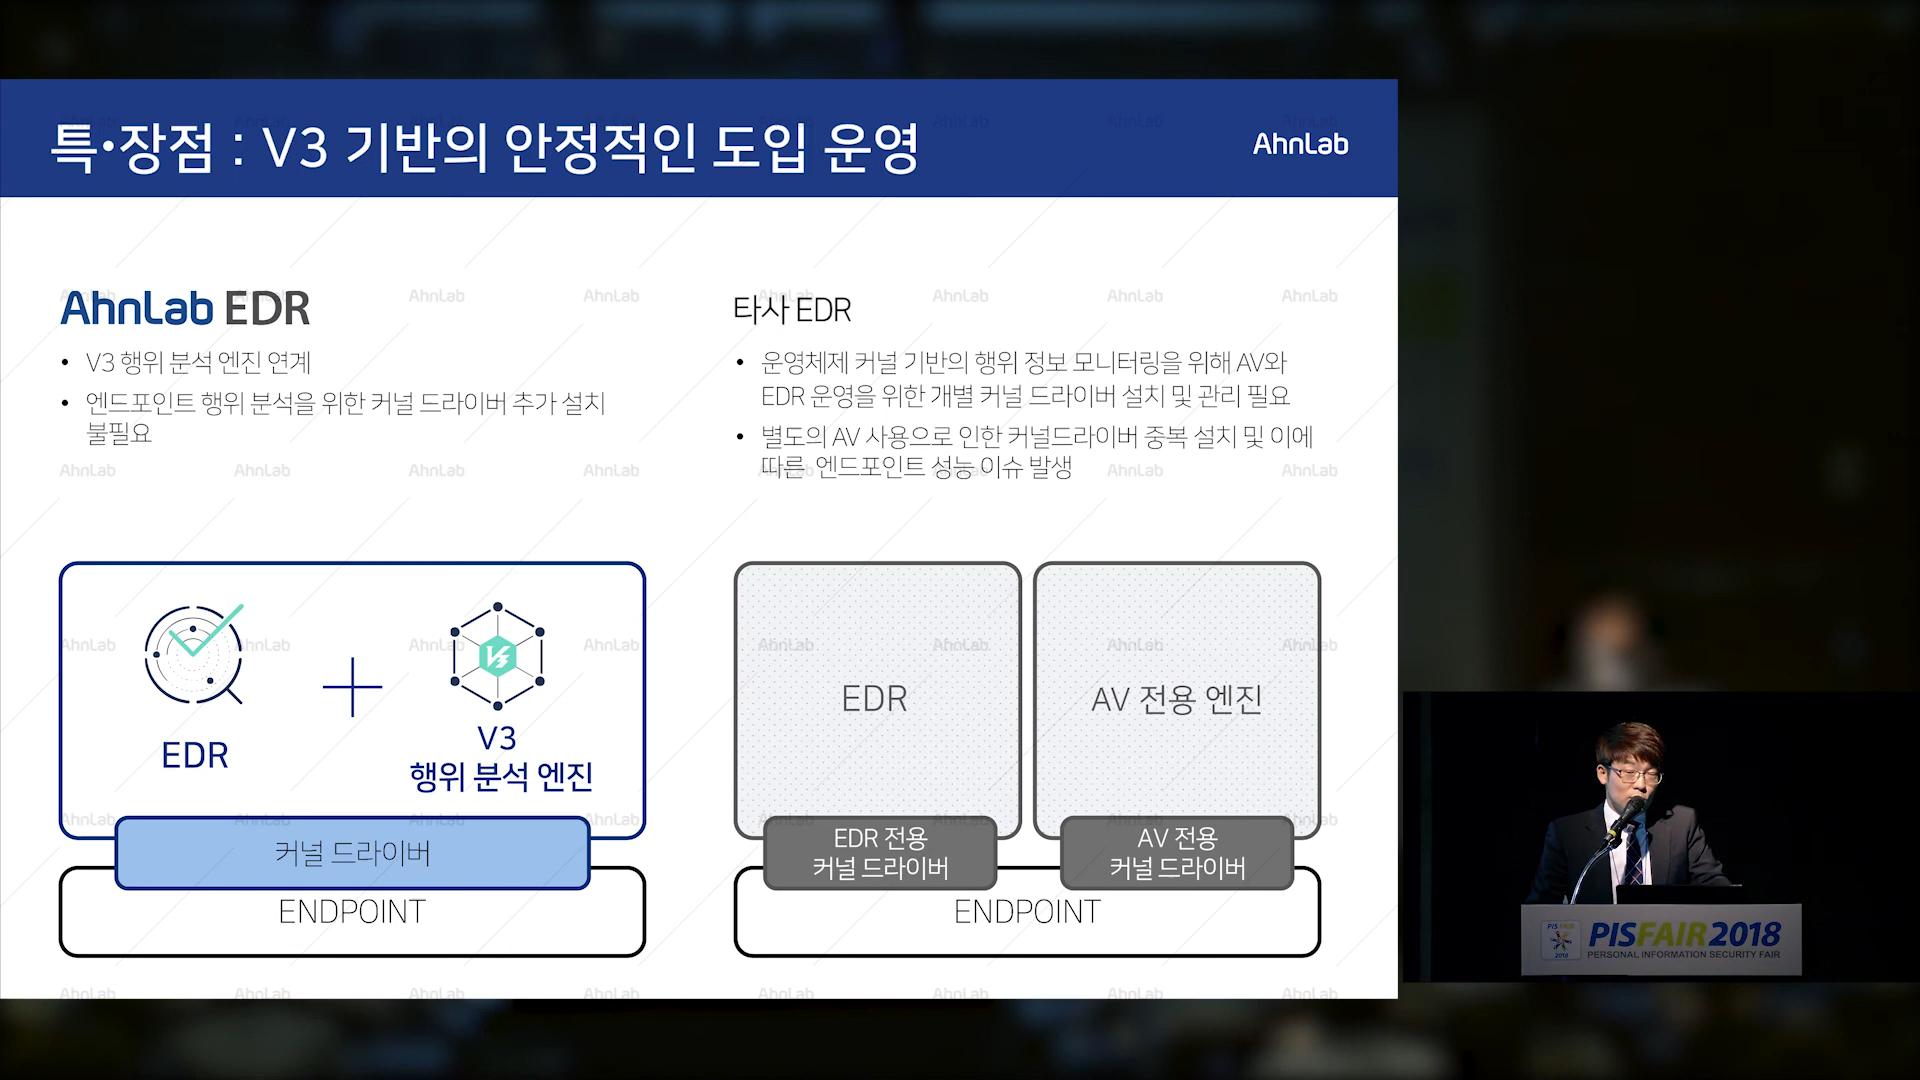 특•장점 : V3 기반의 안정적인 도입 운영
AhnLab
AhnLab EDR
• V3 행위 분석 엔진 연계
• 엔드포인트 행위 분석을 위한 커널 드라이버 추가 설치
불필요
타사 EDR
• 운영체제 커널 기반의 행위 정보 모니터링을 위해 AV와
EDR 운영을 위한 개별 커널 드라이버 설치 및 관리 필요
• 별도의 AV 사용으로 인한 커널드라이버 중복 설치 및 이에
따른 엔드포인트 성능 이슈 발생
EDR
V3
행위 분석 엔진
커널 드라이버
ENDPOINT
EDR
AV 전용 엔진
EDR 전용
커널 드라이버
AV 전용
커널 드라이버
ENDPOINT
PIS FAIR
2018
PISFAIR 2018
PERSONAL INFORMATION SECURITY FAIR